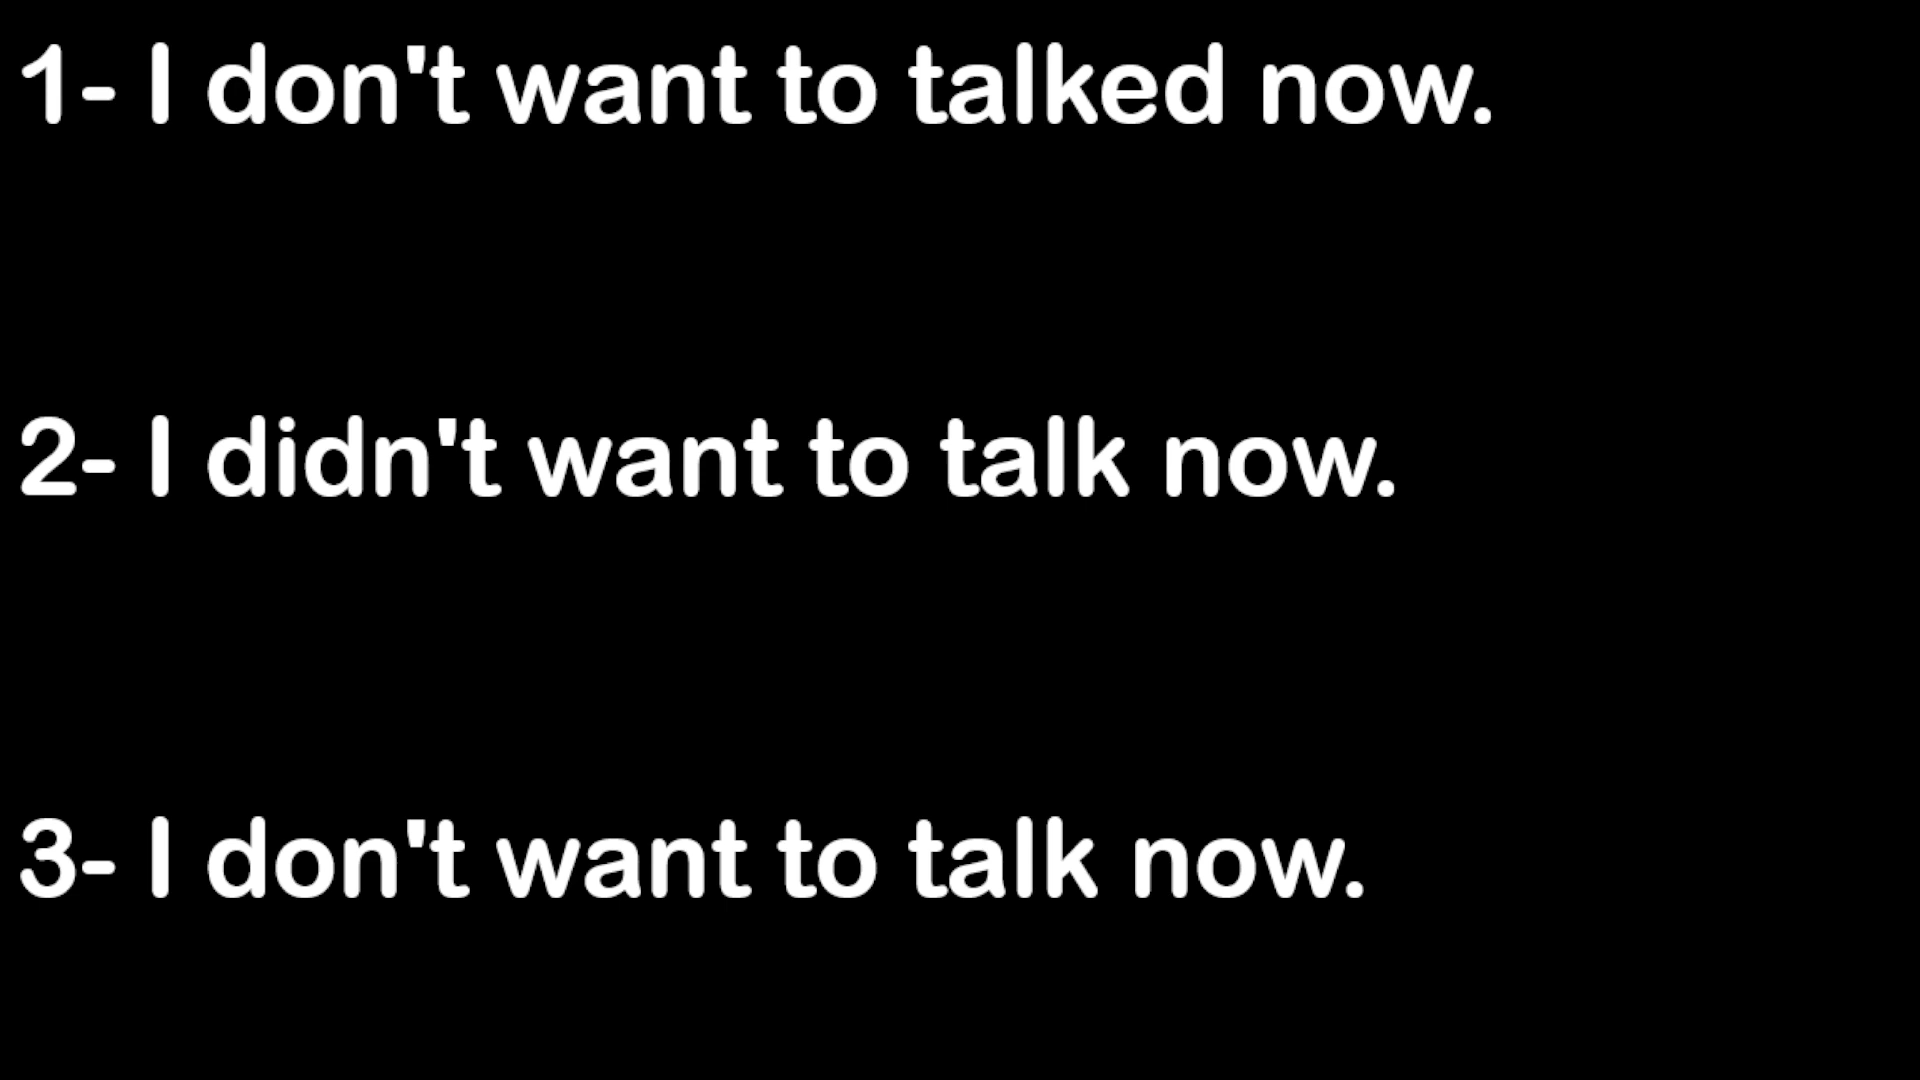 1- I don't want to talked now.
2- I didn't want to talk now.
3- I don't want to talk now.